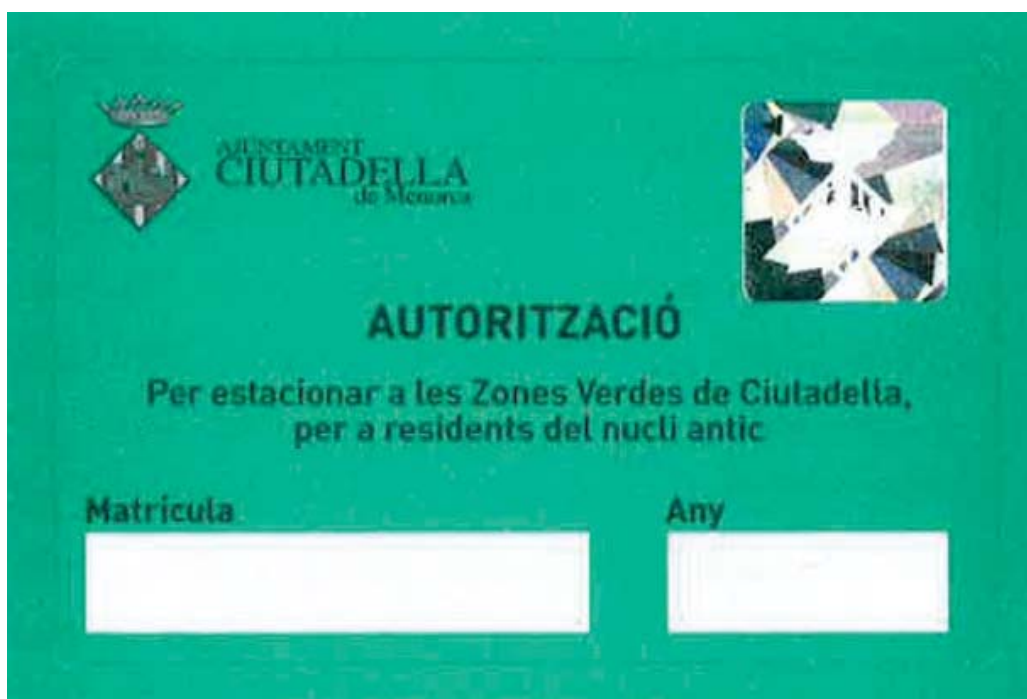 AJUNTAMENT
CIUTADELLA
de Menorca
AUTORITZACIÓ
Per estacionar a les Zones Verdes de Ciutadella,
per a residents del nucli antic
Matrícula
Any